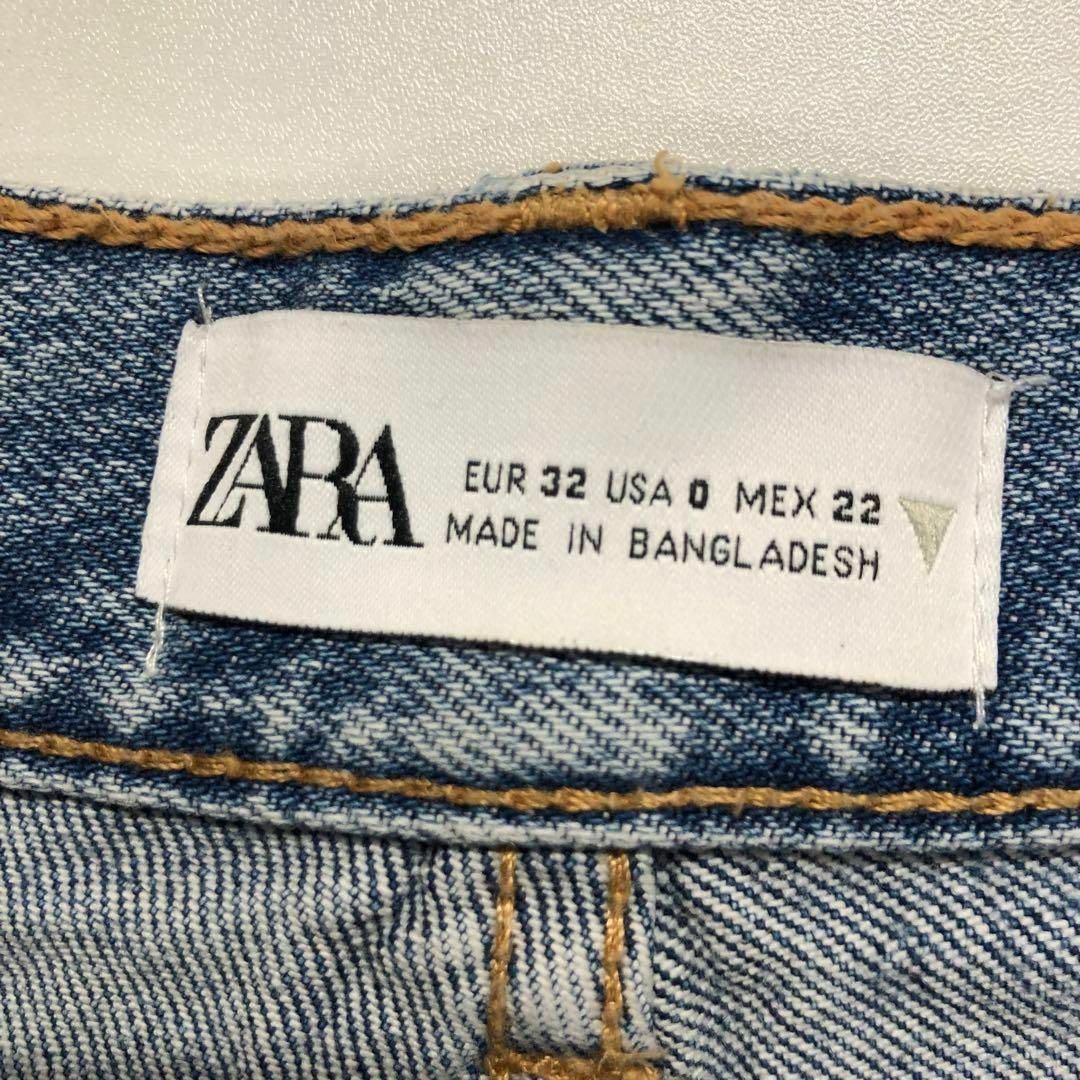 ZARA
EUR 32 USA 0 MEX 22
MADE IN BANGLADESH